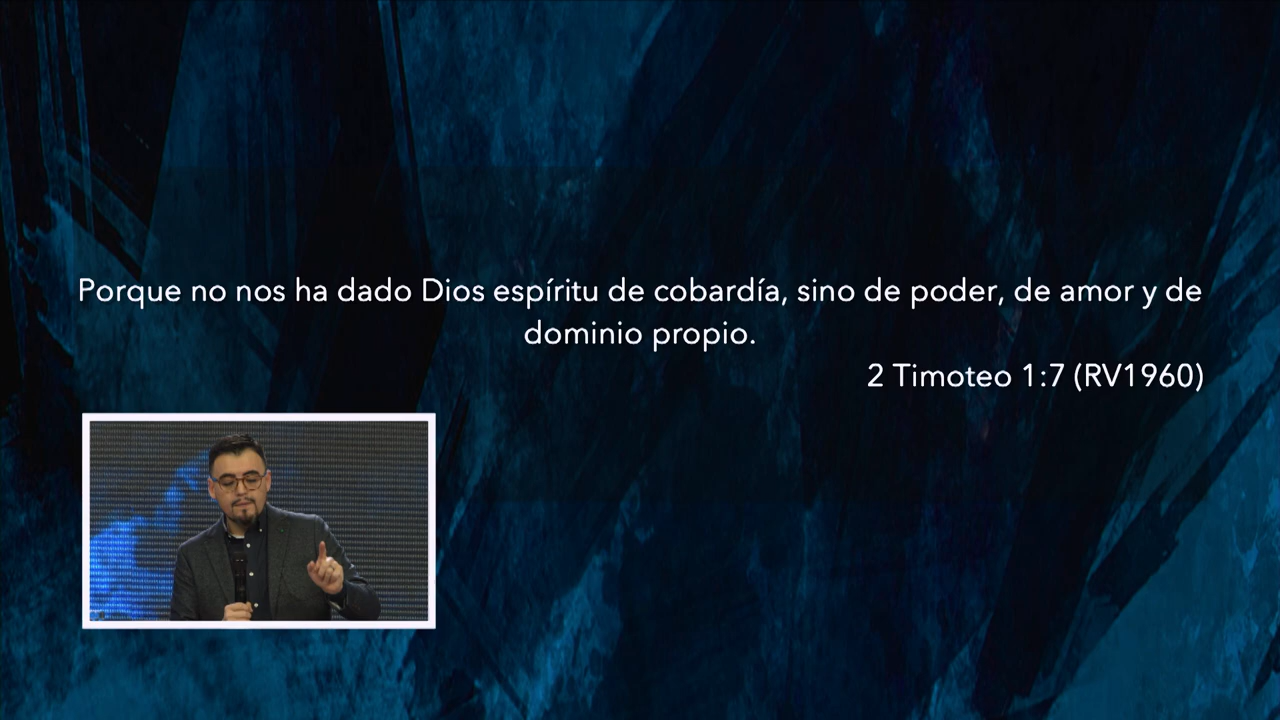 Porque no nos ha dado Dios espíritu de cobardía, sino de poder, de amor y de
dominio propio.
2 Timoteo 1:7 (RV1960)